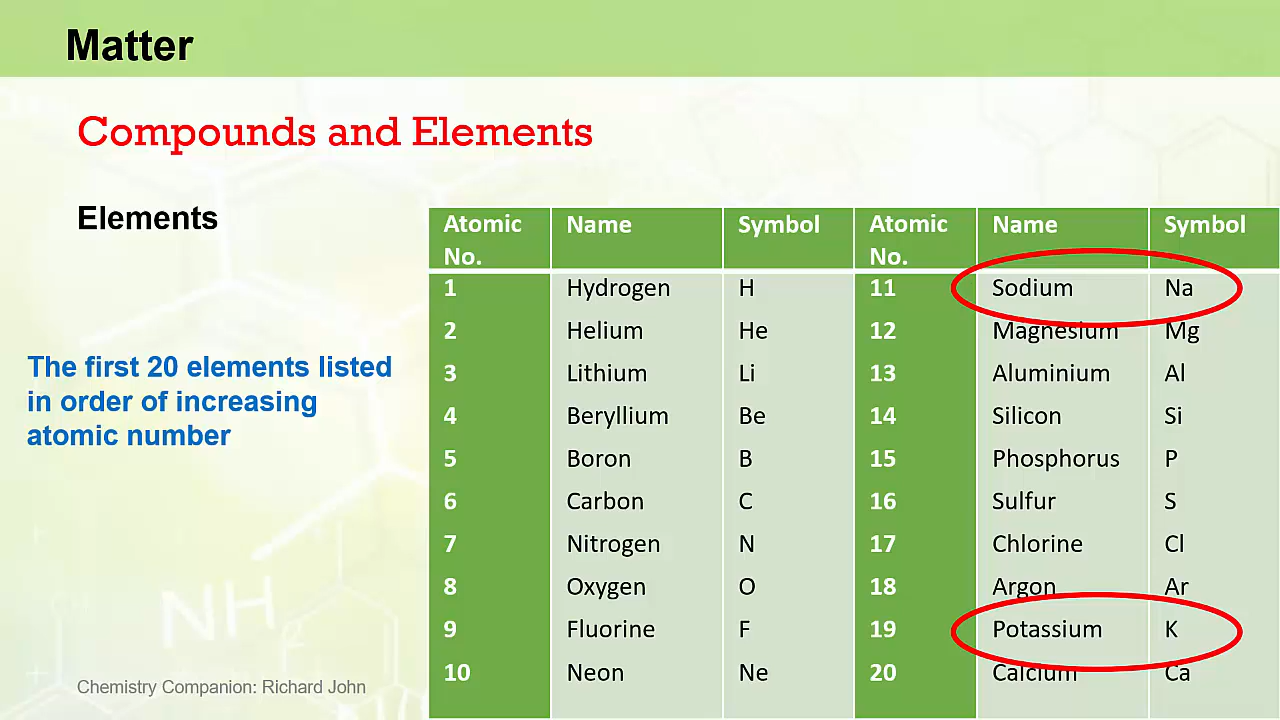 Matter
Compounds and Elements
Elements
The first 20 elements listed
in order of increasing
atomic number
Atomic No. Name Symbol Atomic No. Name Symbol
1 Hydrogen H 11 Sodium Na
2 Helium He 12 Magnesium Mg
3 Lithium Li 13 Aluminium Al
4 Beryllium Be 14 Silicon Si
5 Boron B 15 Phosphorus P
6 Carbon C 16 Sulfur S
7 Nitrogen N 17 Chlorine Cl
8 Oxygen O 18 Argon Ar
9 Fluorine F 19 Potassium K
10 Neon Ne 20 Calcium Ca
NH
Chemistry Companion: Richard John